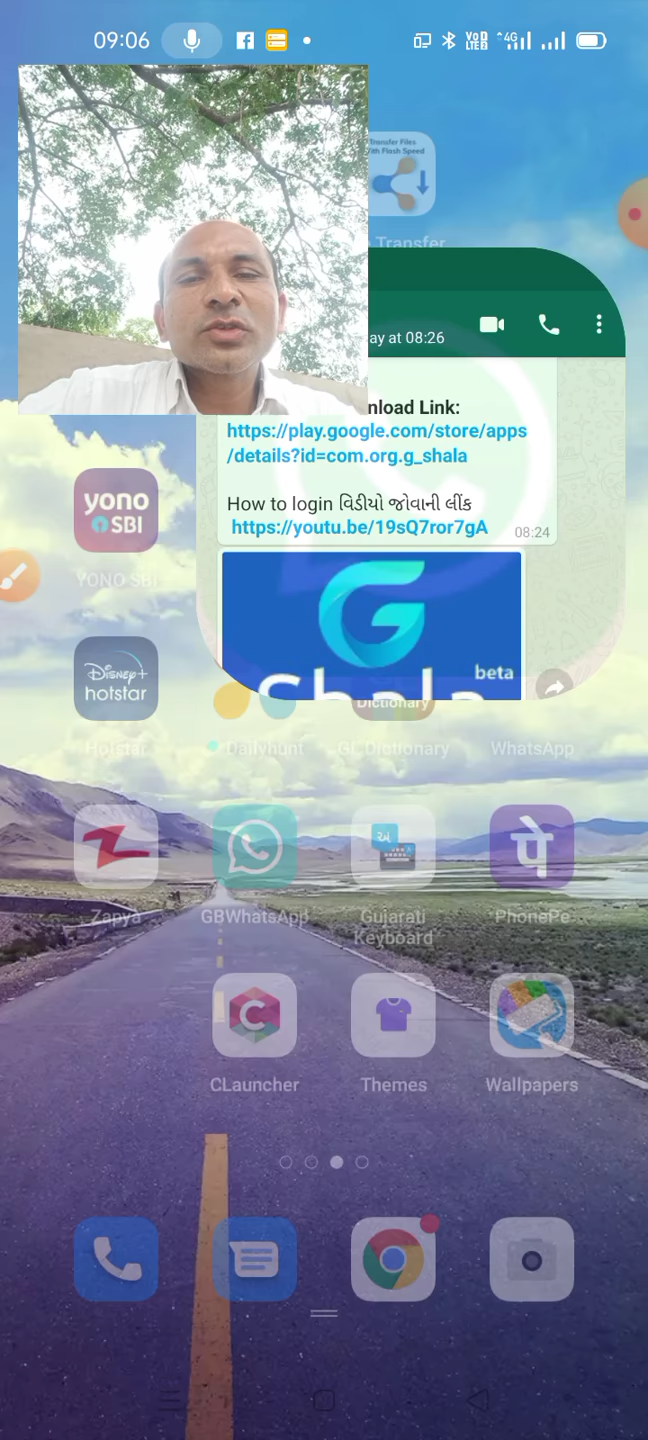 09:06
4G
Transfer Files
With Flash Speed
Transfer
ay at 08:26
nload Link:
https://play.google.com/store/apps
/details?id=com.org.g_shala
How to login વિડીયો જોવાની લીંક
https://youtu.be/19sQ7ror7gA
08:24
G
Shala
beta
yono
SBI
YONO SBI
Disney+
hotstar
Dictionary
Hotstar
Dailyhunt
GL Dictionary
WhatsApp
Zapya
GBWhatsApp
Gujarati
Keyboard
PhonePe
CLauncher
Themes
Wallpapers